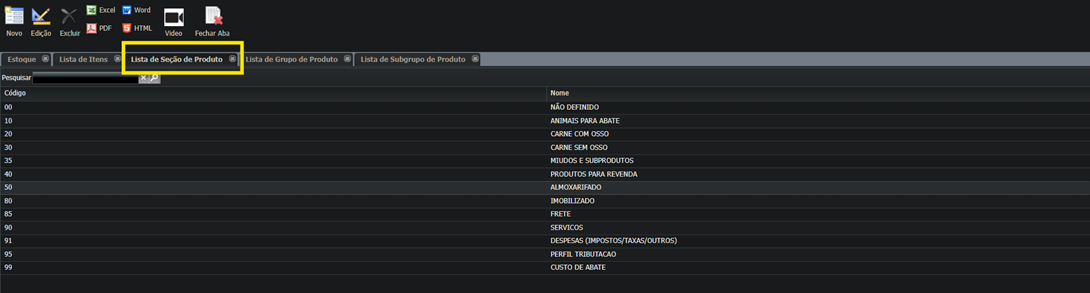 Novo Edição Excluir Excel Word PDF HTML Video Fechar Aba
Estoque Lista de Itens Lista de Seção de Produto Lista de Grupo de Produto Lista de Subgrupo de Produto
Pesquisar
Código Nome
00 NÃO DEFINIDO
10 ANIMAIS PARA ABATE
20 CARNE COM OSSO
30 CARNE SEM OSSO
35 MIUDOS E SUBPRODUTOS
40 PRODUTOS PARA REVENDA
50 ALMOXARIFADO
80 IMOBILIZADO
85 FRETE
90 SERVICOS
91 DESPESAS (IMPOSTOS/TAXAS/OUTROS)
95 PERFIL TRIBUTACAO
99 CUSTO DE ABATE